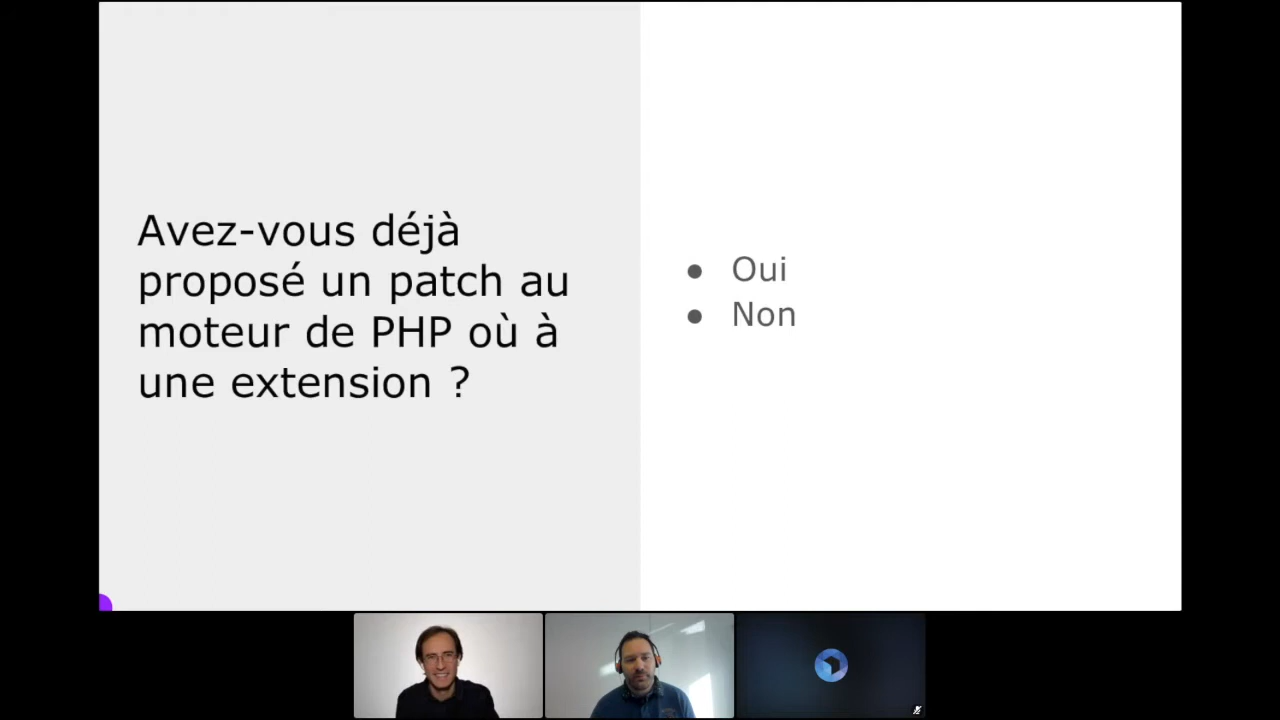 Avez-vous déjà
proposé un patch au
moteur de PHP où à
une extension ?
● Oui
● Non